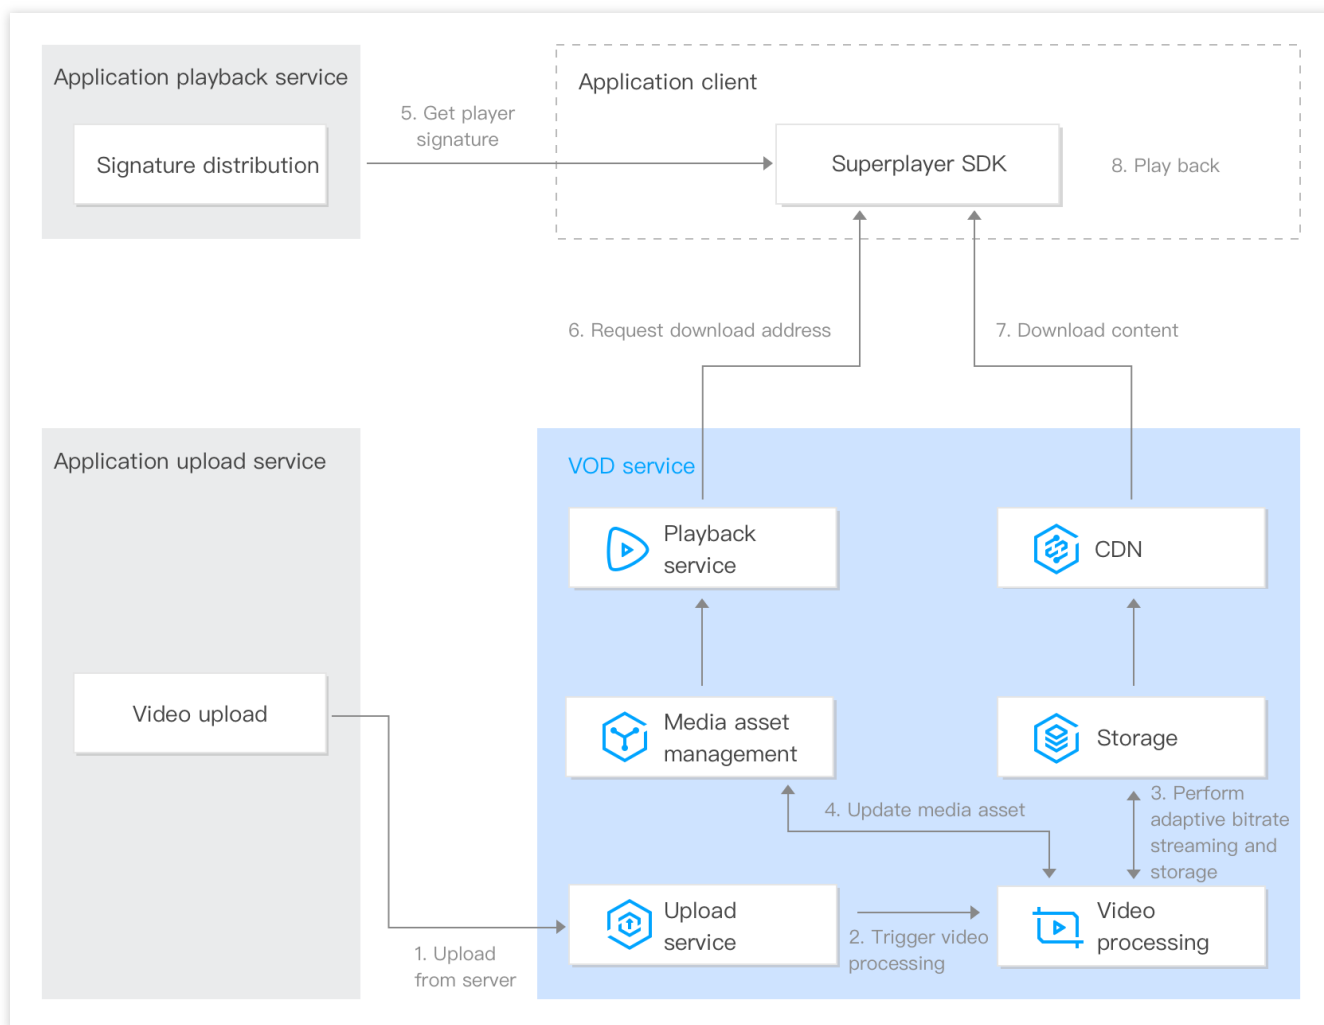 Application playback service
Signature distribution
5. Get player
signature
Application client
Superplayer SDK
8. Play back
6. Request download address
7. Download content
Application upload service
Video upload
1. Upload
from server
VOD service
Playback
service
CDN
Media asset
management
Storage
4. Update media asset
3. Perform
adaptive bitrate
streaming and
storage
Upload
service
2. Trigger video
processing
Video
processing